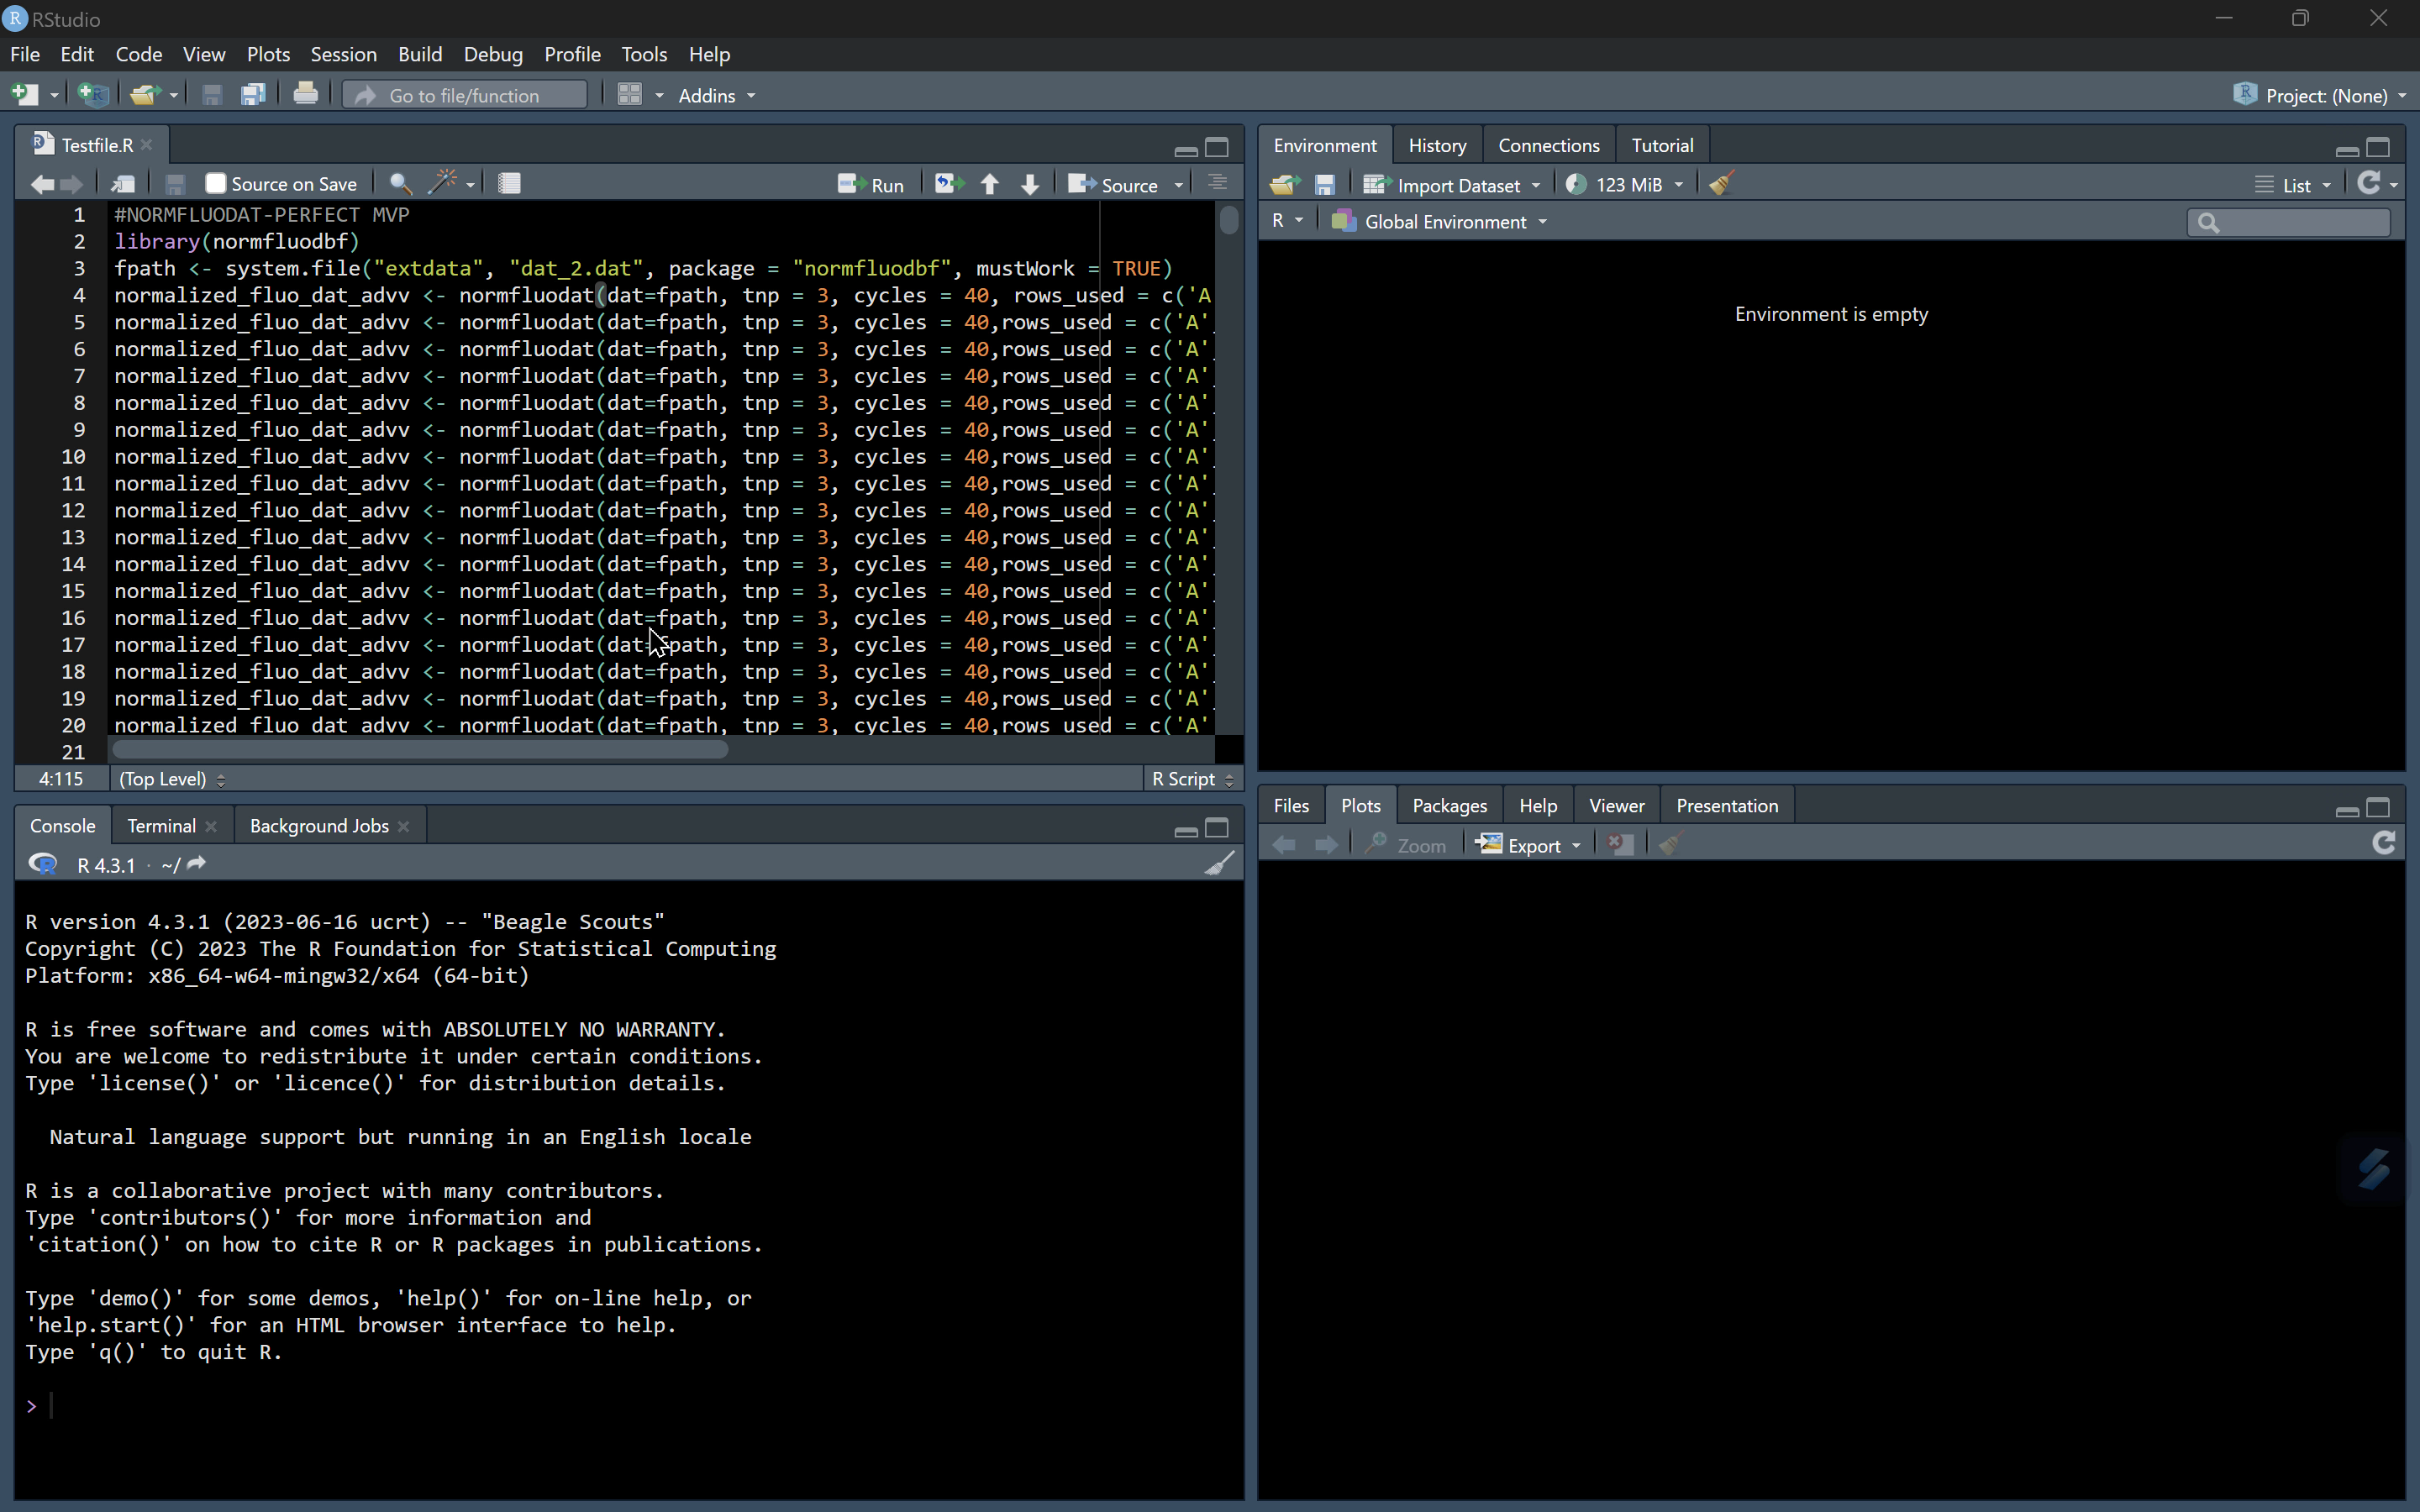 RStudio
File Edit Code View Plots Session Build Debug Profile Tools Help
Go to file/function Addins Project: (None)
Testfile.R
Source on Save Run Source
1 #NORMFLUODAT-PERFECT MVP
2 library(normfluodbf)
3 fpath <- system.file("extdata", "dat_2.dat", package = "normfluodbf", mustWork = TRUE)
4 normalized_fluo_dat_advv <- normfluodat(dat=fpath, tnp = 3, cycles = 40, rows_used = c('A
5 normalized_fluo_dat_advv <- normfluodat(dat=fpath, tnp = 3, cycles = 40,rows_used = c('A'
6 normalized_fluo_dat_advv <- normfluodat(dat=fpath, tnp = 3, cycles = 40,rows_used = c('A'
7 normalized_fluo_dat_advv <- normfluodat(dat=fpath, tnp = 3, cycles = 40,rows_used = c('A'
8 normalized_fluo_dat_advv <- normfluodat(dat=fpath, tnp = 3, cycles = 40,rows_used = c('A'
9 normalized_fluo_dat_advv <- normfluodat(dat=fpath, tnp = 3, cycles = 40,rows_used = c('A'
10 normalized_fluo_dat_advv <- normfluodat(dat=fpath, tnp = 3, cycles = 40,rows_used = c('A'
11 normalized_fluo_dat_advv <- normfluodat(dat=fpath, tnp = 3, cycles = 40,rows_used = c('A'
12 normalized_fluo_dat_advv <- normfluodat(dat=fpath, tnp = 3, cycles = 40,rows_used = c('A'
13 normalized_fluo_dat_advv <- normfluodat(dat=fpath, tnp = 3, cycles = 40,rows_used = c('A'
14 normalized_fluo_dat_advv <- normfluodat(dat=fpath, tnp = 3, cycles = 40,rows_used = c('A'
15 normalized_fluo_dat_advv <- normfluodat(dat=fpath, tnp = 3, cycles = 40,rows_used = c('A'
16 normalized_fluo_dat_advv <- normfluodat(dat=fpath, tnp = 3, cycles = 40,rows_used = c('A'
17 normalized_fluo_dat_advv <- normfluodat(dat=fpath, tnp = 3, cycles = 40,rows_used = c('A'
18 normalized_fluo_dat_advv <- normfluodat(dat=fpath, tnp = 3, cycles = 40,rows_used = c('A'
19 normalized_fluo_dat_advv <- normfluodat(dat=fpath, tnp = 3, cycles = 40,rows_used = c('A'
20 normalized_fluo_dat_advv <- normfluodat(dat=fpath, tnp = 3, cycles = 40,rows_used = c('A'
21
4:115 (Top Level) R Script
Console Terminal Background Jobs
R 4.3.1 · ~/
R version 4.3.1 (2023-06-16 ucrt) -- "Beagle Scouts"
Copyright (C) 2023 The R Foundation for Statistical Computing
Platform: x86_64-w64-mingw32/x64 (64-bit)
R is free software and comes with ABSOLUTELY NO WARRANTY.
You are welcome to redistribute it under certain conditions.
Type 'license()' or 'licence()' for distribution details.
Natural language support but running in an English locale
R is a collaborative project with many contributors.
Type 'contributors()' for more information and
'citation()' on how to cite R or R packages in publications.
Type 'demo()' for some demos, 'help()' for on-line help, or
'help.start()' for an HTML browser interface to help.
Type 'q()' to quit R.
>
Environment History Connections Tutorial
Import Dataset 123 MiB List
R Global Environment
Environment is empty
Files Plots Packages Help Viewer Presentation
Zoom Export